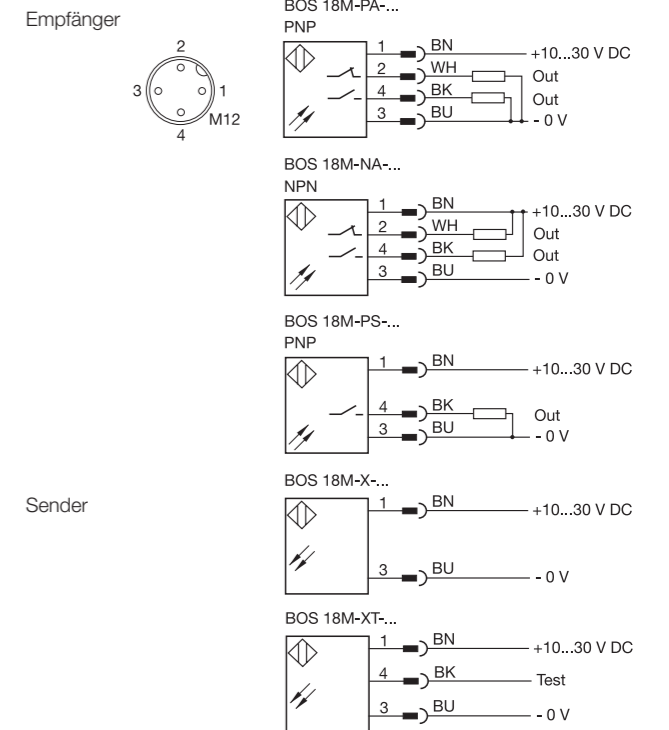 Empfänger
2
3
1
M12
4
BOS 18M-PA-...
PNP
1 BN +10...30 V DC
2 WH Out
4 BK Out
3 BU - 0 V
BOS 18M-NA-...
NPN
1 BN +10...30 V DC
2 WH Out
4 BK Out
3 BU - 0 V
BOS 18M-PS-...
PNP
1 BN +10...30 V DC
4 BK Out
3 BU - 0 V
Sender
BOS 18M-X-...
1 BN +10...30 V DC
3 BU - 0 V
BOS 18M-XT-...
1 BN +10...30 V DC
4 BK Test
3 BU - 0 V